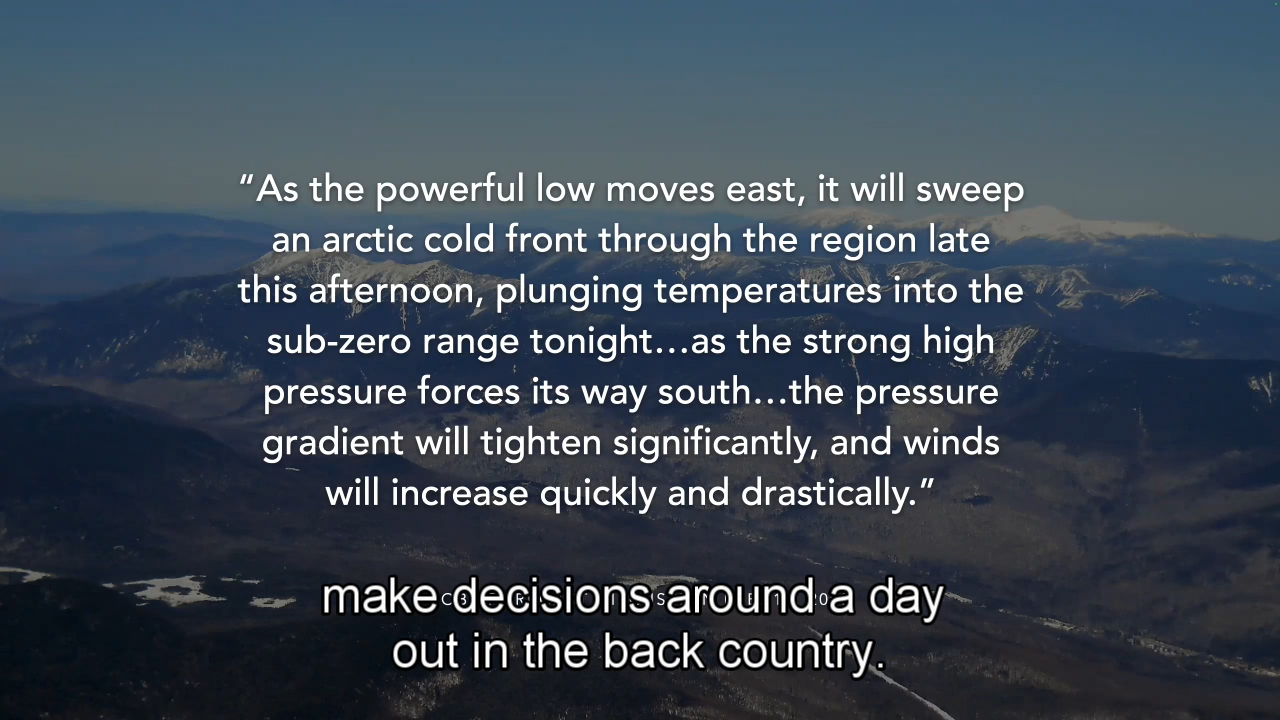 “As the powerful low moves east, it will sweep
an arctic cold front through the region late
this afternoon, plunging temperatures into the
sub-zero range tonight…as the strong high
pressure forces its way south…the pressure
gradient will tighten significantly, and winds
will increase quickly and drastically.”
make decisions around a day
out in the back country.